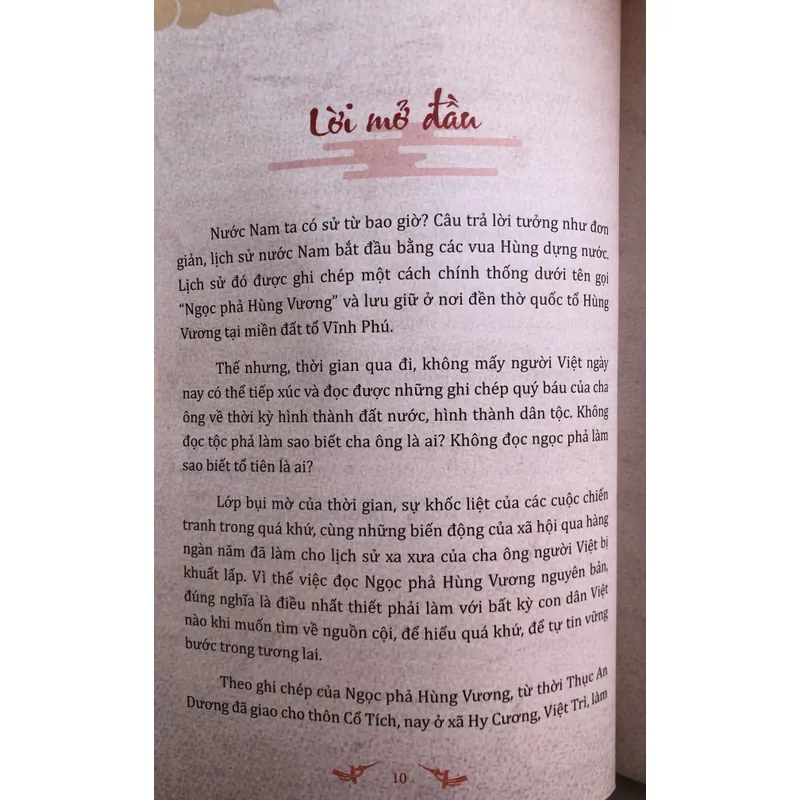 Lời mở đầu
Nước Nam ta có sử từ bao giờ? Câu trả lời tưởng như đơn
giản, lịch sử nước Nam bắt đầu bằng các vua Hùng dựng nước.
Lịch sử đó được ghi chép một cách chính thống dưới tên gọi
“Ngọc phả Hùng Vương” và lưu giữ ở nơi đền thờ quốc tổ Hùng
Vương tại miền đất tổ Vĩnh Phú.
Thế nhưng, thời gian qua đi, không mấy người Việt ngày
nay có thể tiếp xúc và đọc được những ghi chép quý báu của cha
ông về thời kỳ hình thành đất nước, hình thành dân tộc. Không
đọc tộc phả làm sao biết cha ông là ai? Không đọc ngọc phả làm
sao biết tổ tiên là ai?
Lớp bụi mờ của thời gian, sự khốc liệt của các cuộc chiến
tranh trong quá khứ, cùng những biến động của xã hội qua hàng
ngàn năm đã làm cho lịch sử xa xưa của cha ông người Việt bị
khuất lấp. Vì thế việc đọc Ngọc phả Hùng Vương nguyên bản,
đúng nghĩa là điều nhất thiết phải làm với bất kỳ con dân Việt
nào khi muốn tìm về nguồn cội, để hiểu quá khứ, để tự tin vững
bước trong tương lai.
Theo ghi chép của Ngọc phả Hùng Vương, từ thời Thục An
Dương đã giao cho thôn Cổ Tích, nay ở xã Hy Cương, Việt Trì, làm
10